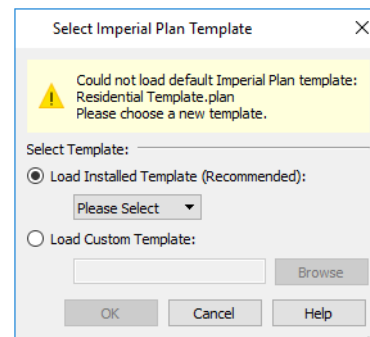 Select Imperial Plan Template
Could not load default Imperial Plan template:
Residential Template.plan
Please choose a new template.
Select Template:
Load Installed Template (Recommended):
Please Select
Load Custom Template:
Browse
OK Cancel Help